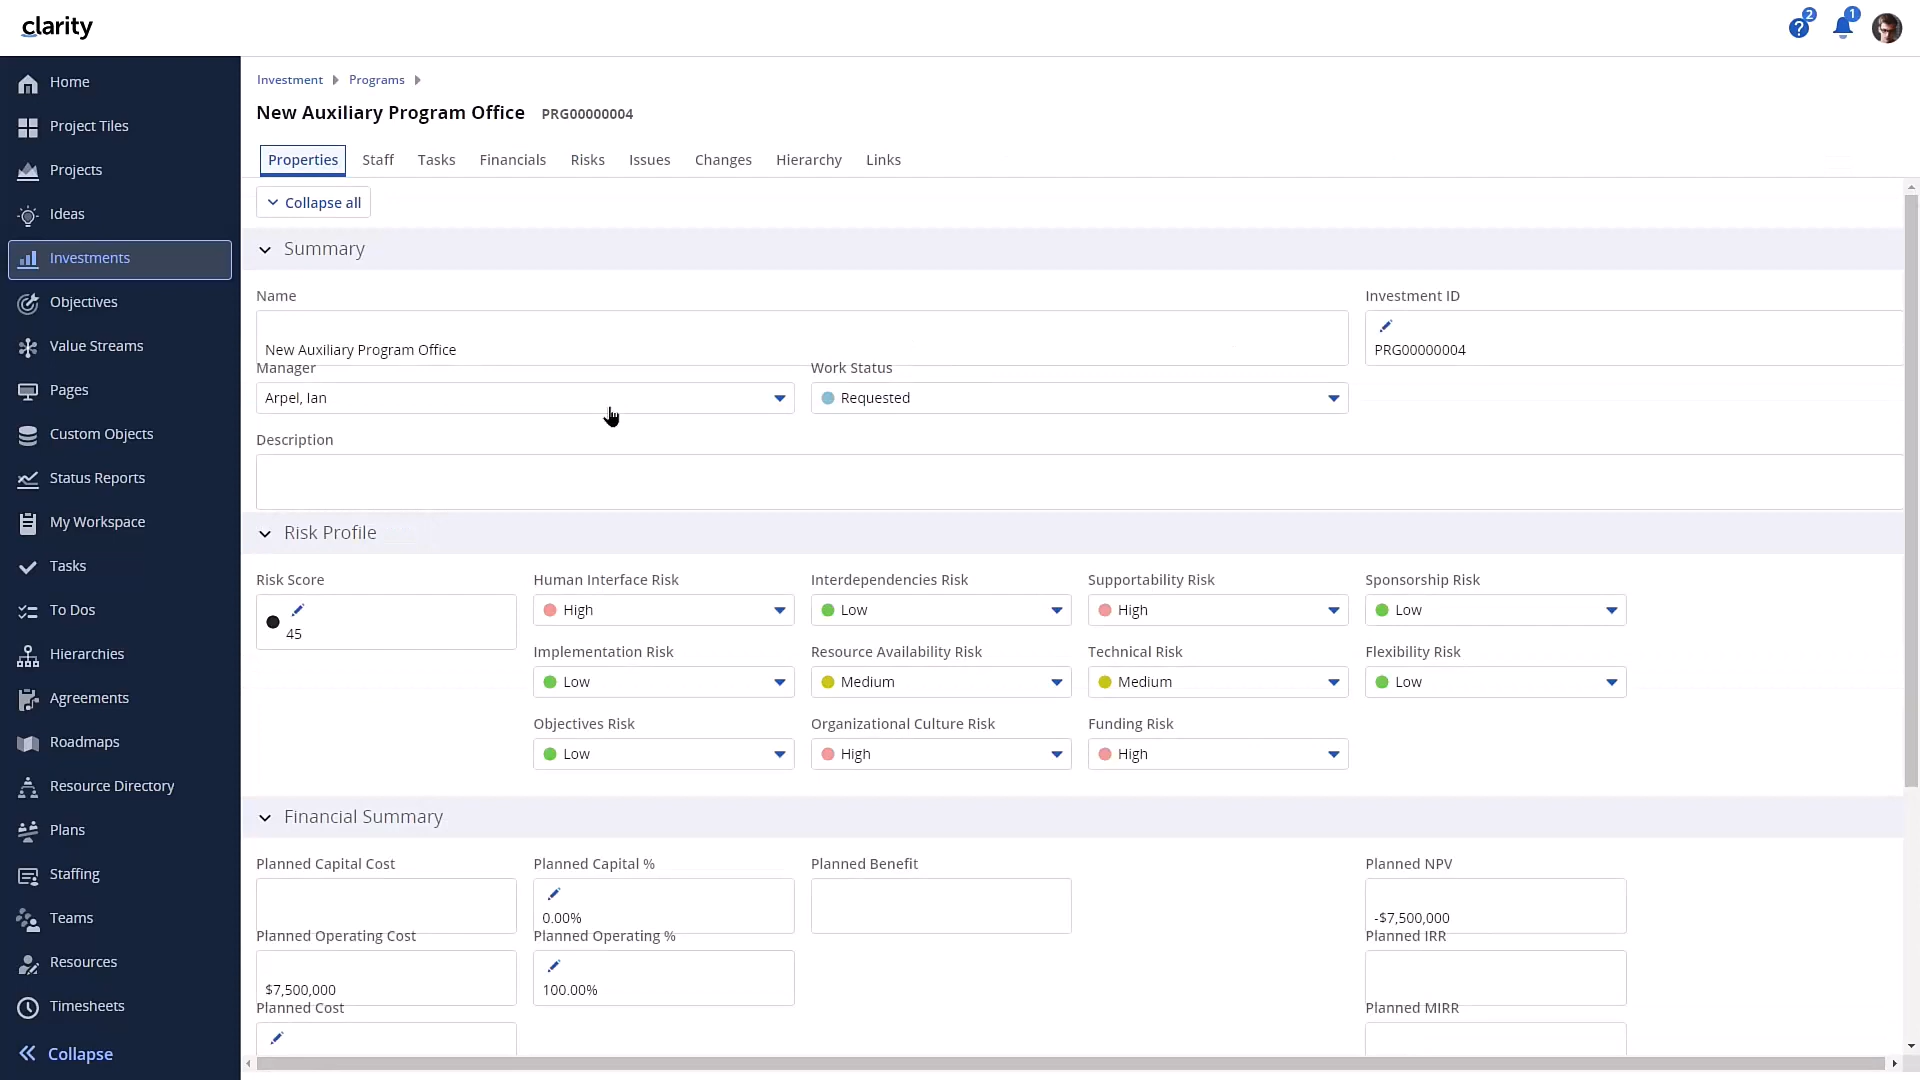 clarity
2
1
Home
Project Tiles
Projects
Ideas
Investments
Objectives
Value Streams
Pages
Custom Objects
Status Reports
My Workspace
Tasks
To Dos
Hierarchies
Agreements
Roadmaps
Resource Directory
Plans
Staffing
Teams
Resources
Timesheets
Collapse
Investment Programs
New Auxiliary Program Office PRG00000004
Properties Staff Tasks Financials Risks Issues Changes Hierarchy Links
Collapse all
Summary
Name Investment ID
New Auxiliary Program Office PRG00000004
Manager Work Status
Arpel, Ian Requested
Description
Risk Profile
Risk Score Human Interface Risk Interdependencies Risk Supportability Risk Sponsorship Risk
45 High Low High Low
Implementation Risk Resource Availability Risk Technical Risk Flexibility Risk
Low Medium Medium Low
Objectives Risk Organizational Culture Risk Funding Risk
Low High High
Financial Summary
Planned Capital Cost Planned Capital % Planned Benefit Planned NPV
0.00% -$7,500,000
Planned Operating Cost Planned Operating % Planned IRR
$7,500,000 100.00%
Planned Cost Planned MIRR